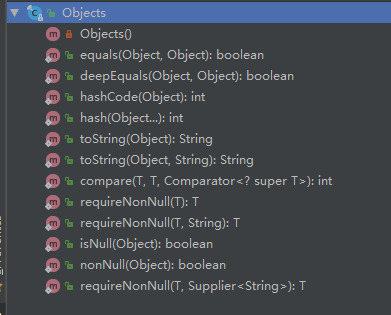 Objects
Objects()
equals(Object, Object): boolean
deepEquals(Object, Object): boolean
hashCode(Object): int
hash(Object...): int
toString(Object): String
toString(Object, String): String
compare(T, T, Comparator<? super T>): int
requireNonNull(T): T
requireNonNull(T, String): T
isNull(Object): boolean
nonNull(Object): boolean
requireNonNull(T, Supplier<String>): T